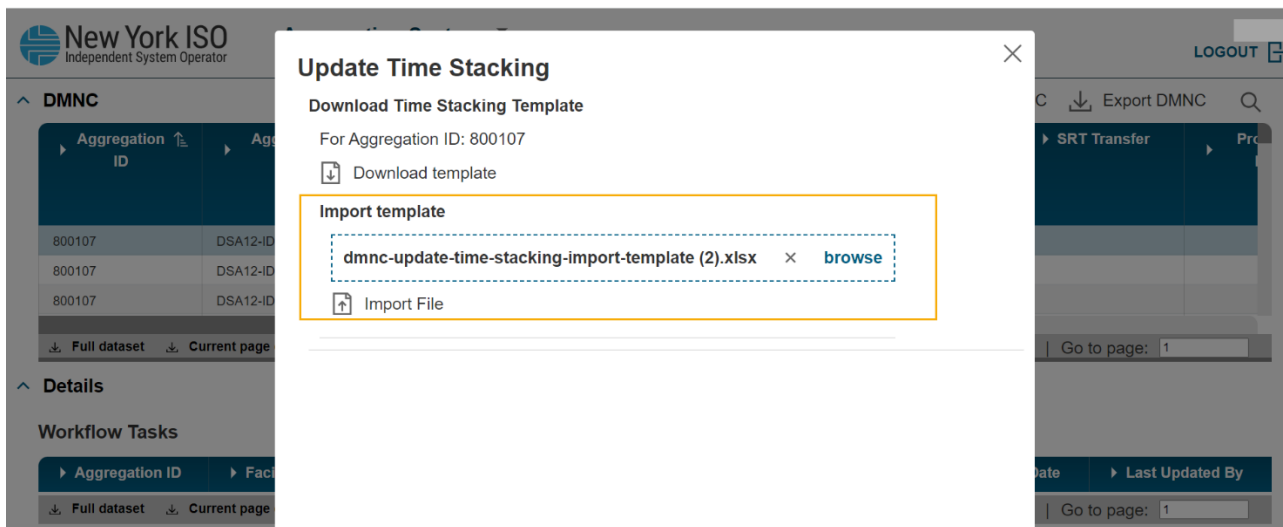 New York ISO
Independent System Operator
LOGOUT
DMNC
Export DMNC
Aggregation ID
SRT Transfer
800107 DSA12-ID
800107 DSA12-ID
800107 DSA12-ID
Full dataset Current page
Go to page: 1
Details
Workflow Tasks
Aggregation ID
Last Updated By
Full dataset Current page
Go to page: 1
Update Time Stacking
Download Time Stacking Template
For Aggregation ID: 800107
Download template
Import template
dmnc-update-time-stacking-import-template (2).xlsx × browse
Import File